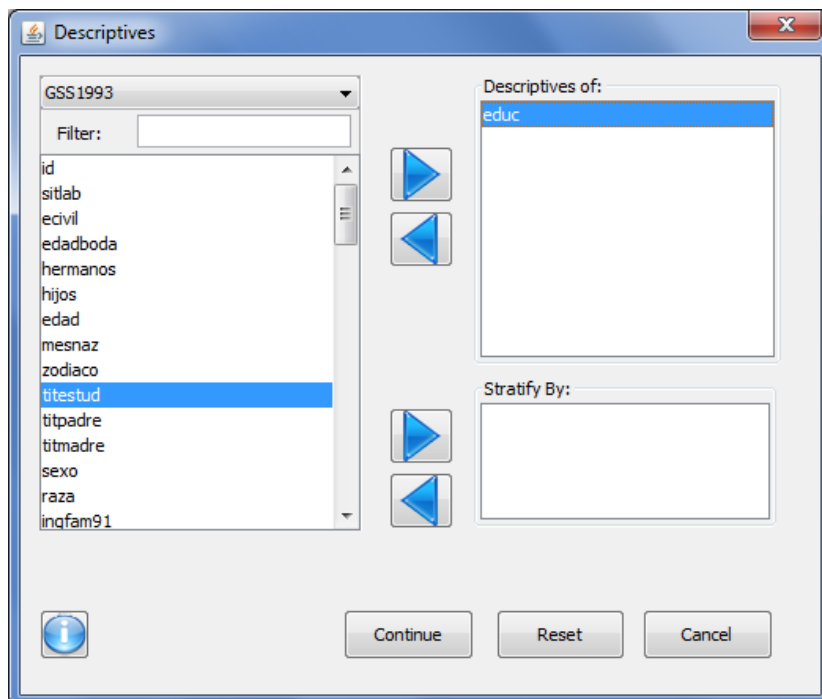 Descriptives
GSS1993
Filter:
id
sitlab
ecivil
edadboda
hermanos
hijos
edad
mesnaz
zodiaco
titestud
titpadre
titmadre
sexo
raza
ingfam91
Descriptives of:
educ
Stratify By:
Continue
Reset
Cancel